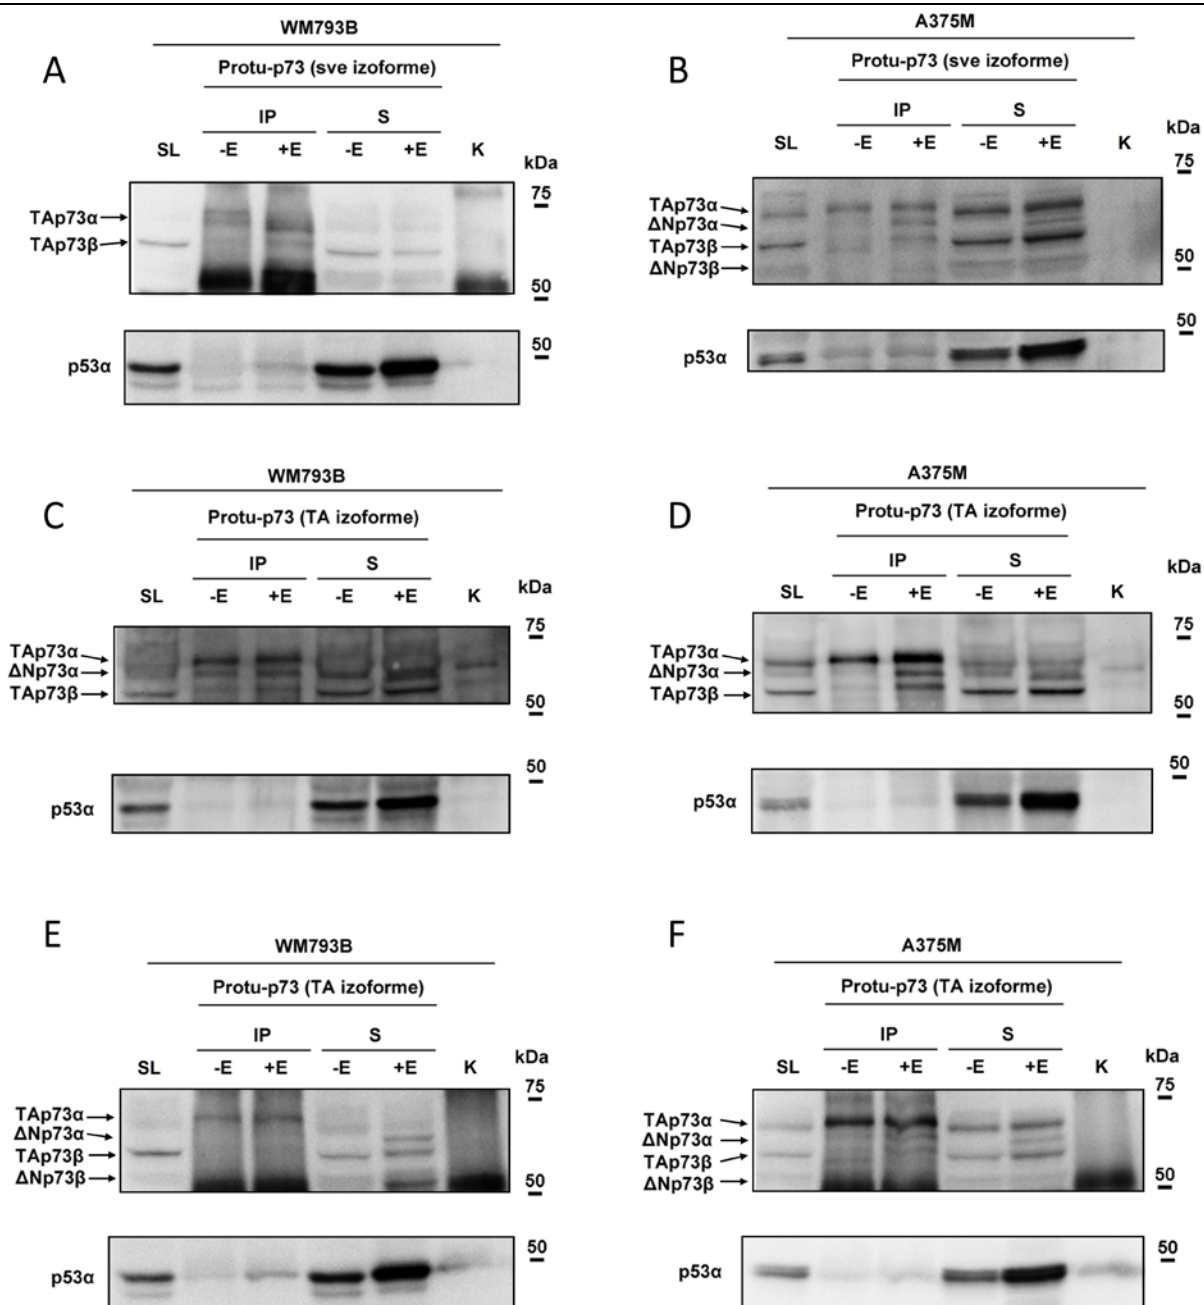 A
WM793B
Protu-p73 (sve izoforme)
IP S
SL -E +E -E +E K
kDa
75
TAp73α
TAp73β
50
50
p53α
B
A375M
Protu-p73 (sve izoforme)
IP S
SL -E +E -E +E K
kDa
75
TAp73α
ΔNp73α
TAp73β
ΔNp73β
50
50
p53α
C
WM793B
Protu-p73 (TA izoforme)
IP S
SL -E +E -E +E K
kDa
75
TAp73α
ΔNp73α
TAp73β
50
50
p53α
D
A375M
Protu-p73 (TA izoforme)
IP S
SL -E +E -E +E K
kDa
75
TAp73α
ΔNp73α
TAp73β
50
50
p53α
E
WM793B
Protu-p73 (TA izoforme)
IP S
SL -E +E -E +E K
kDa
75
TAp73α
ΔNp73α
TAp73β
ΔNp73β
50
50
p53α
F
A375M
Protu-p73 (TA izoforme)
IP S
SL -E +E -E +E K
kDa
75
TAp73α
ΔNp73α
TAp73β
ΔNp73β
50
50
p53α